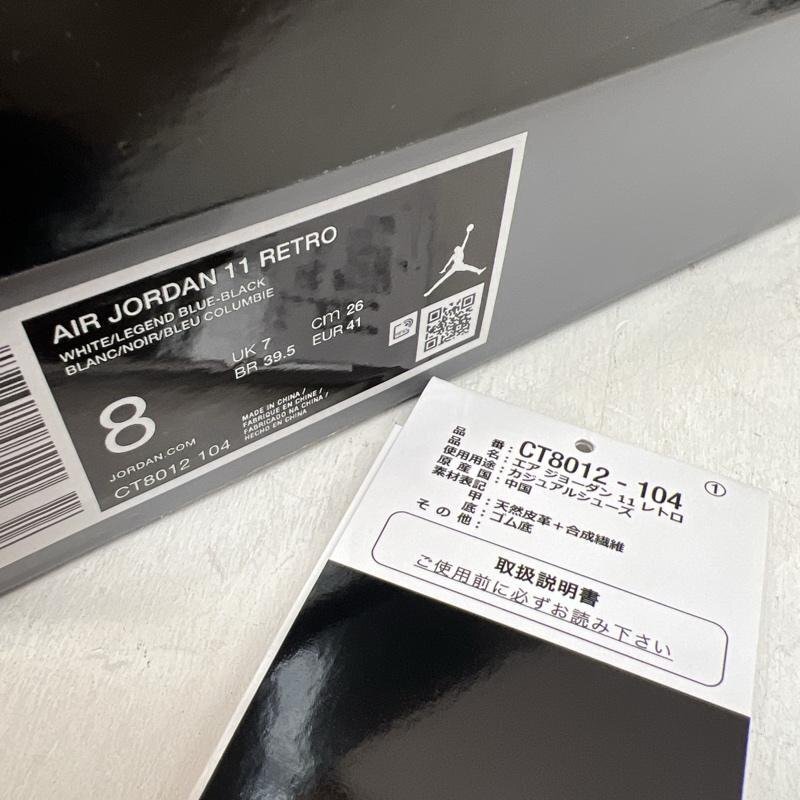 AIR JORDAN 11 RETRO
WHITE/LEGEND BLUE-BLACK
BLANC/NOIR/BLEU COLUMBIE
UK 7 cm 26
BR 39.5 EUR 41
8
MADE IN CHINA /
FABRIQUÉ EN CHINE /
FABRICADO NA CHINA /
HECHO EN CHINA
JORDAN.COM
CT8012 104
品番: CT8012 - 104 ①
品名: エア ジョーダン 11 レトロ
使用用途: カジュアルシューズ
原産国: 中国
素材表記
甲: 天然皮革+合成繊維
底: ゴム底
その他:
取扱説明書
ご使用前に必ずお読み下さい